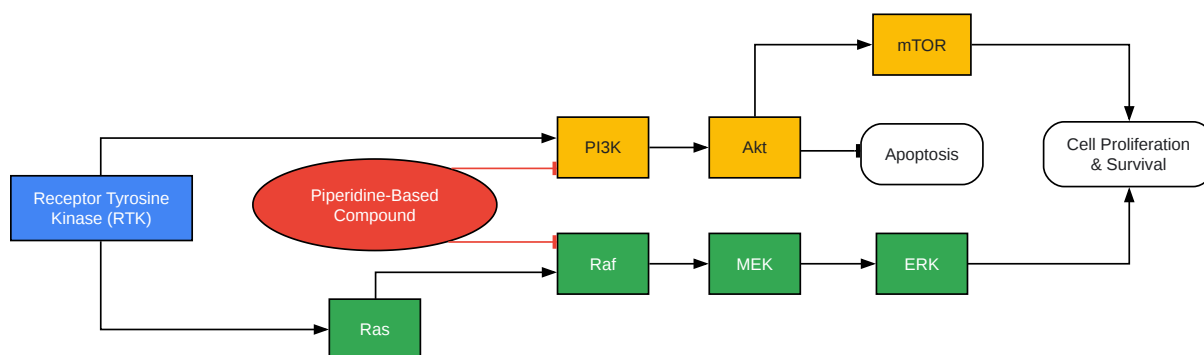 mTOR
PI3K
Akt
Apoptosis
Cell Proliferation
& Survival
Receptor Tyrosine
Kinase (RTK)
Piperidine-Based
Compound
Raf
MEK
ERK
Ras